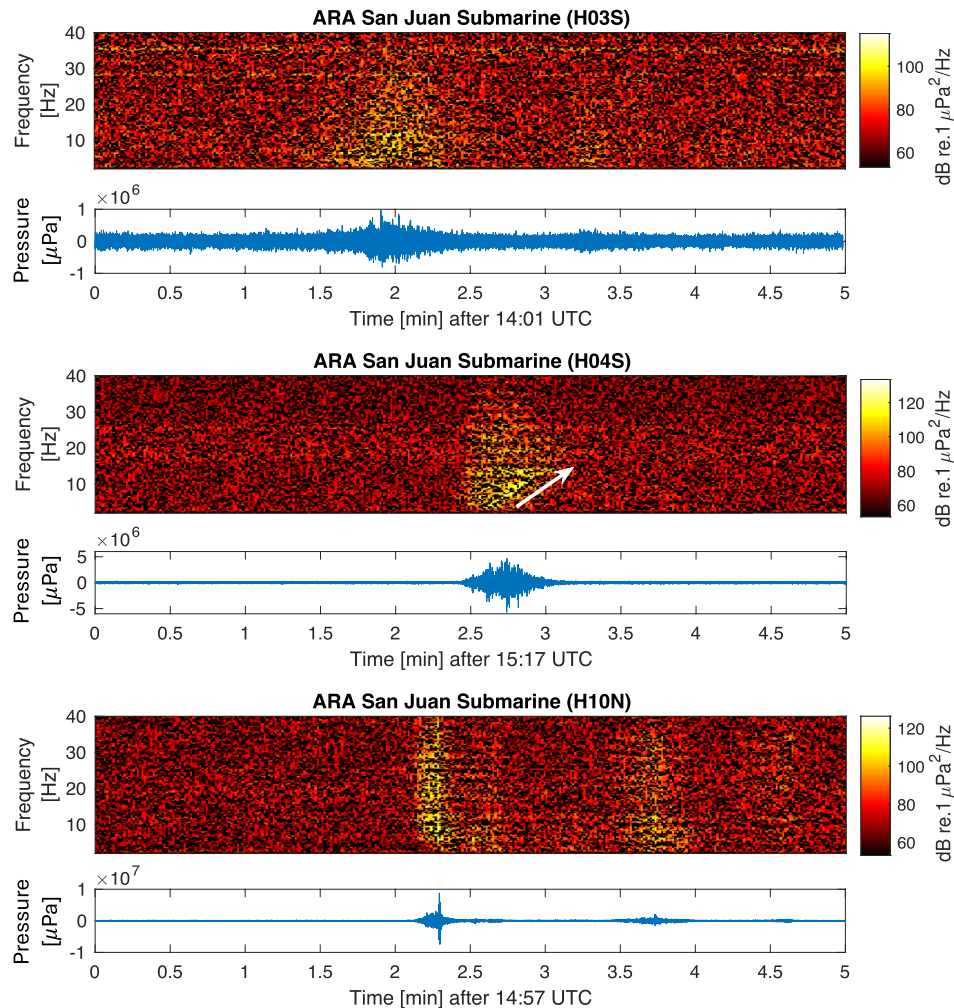 ARA San Juan Submarine (H03S)
40
30
20
10
Frequency
[Hz]
100
80
60
dB re.1 μPa²/Hz
×10⁶
1
0
-1
Pressure
[μPa]
0 0.5 1 1.5 2 2.5 3 3.5 4 4.5 5
Time [min] after 14:01 UTC
ARA San Juan Submarine (H04S)
40
30
20
10
Frequency
[Hz]
120
100
80
60
dB re.1 μPa²/Hz
×10⁶
5
0
-5
Pressure
[μPa]
0 0.5 1 1.5 2 2.5 3 3.5 4 4.5 5
Time [min] after 15:17 UTC
ARA San Juan Submarine (H10N)
40
30
20
10
Frequency
[Hz]
120
100
80
60
dB re.1 μPa²/Hz
×10⁷
1
0
-1
Pressure
[μPa]
0 0.5 1 1.5 2 2.5 3 3.5 4 4.5 5
Time [min] after 14:57 UTC